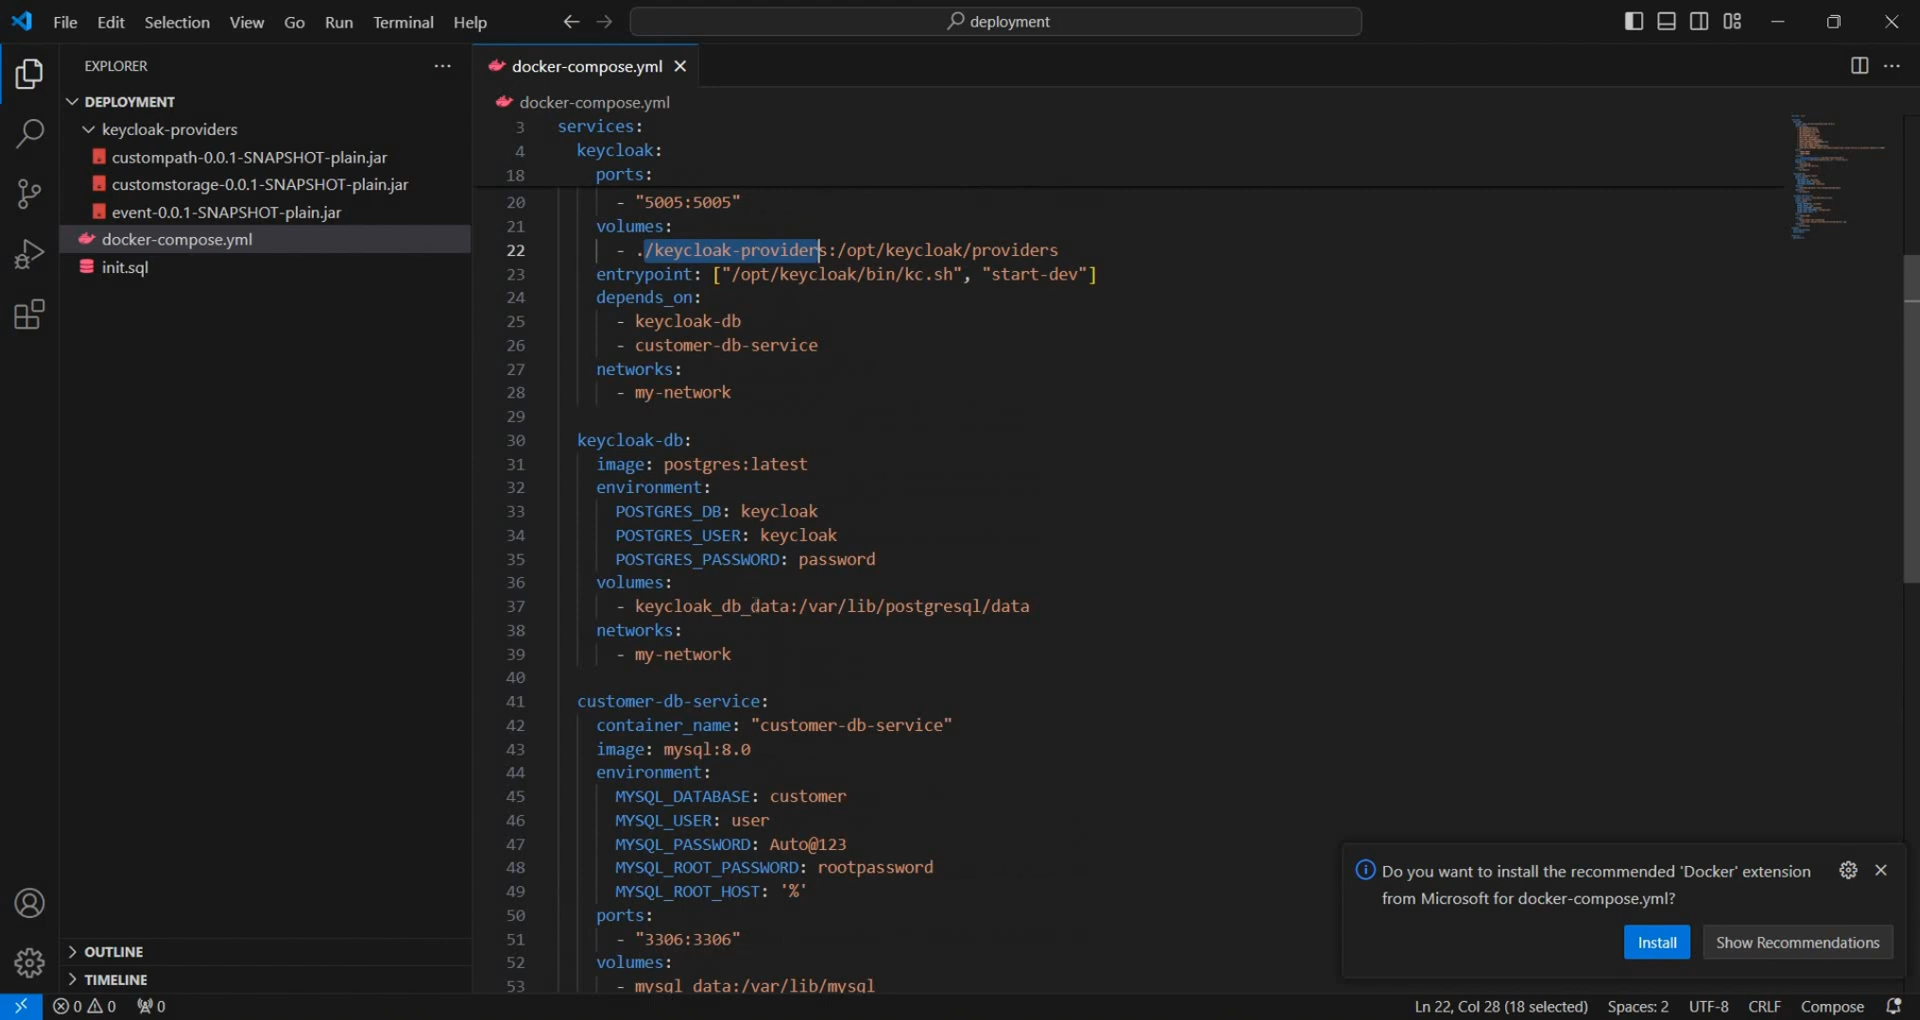 File Edit Selection View Go Run Terminal Help
deployment
EXPLORER
DEPLOYMENT
keycloak-providers
custompath-0.0.1-SNAPSHOT-plain.jar
customstorage-0.0.1-SNAPSHOT-plain.jar
event-0.0.1-SNAPSHOT-plain.jar
docker-compose.yml
init.sql
OUTLINE
TIMELINE
docker-compose.yml
docker-compose.yml
3 services:
4 keycloak:
18 ports:
20 - "5005:5005"
21 volumes:
22 - ./keycloak-providers:/opt/keycloak/providers
23 entrypoint: ["/opt/keycloak/bin/kc.sh", "start-dev"]
24 depends_on:
25 - keycloak-db
26 - customer-db-service
27 networks:
28 - my-network
29
30 keycloak-db:
31 image: postgres:latest
32 environment:
33 POSTGRES_DB: keycloak
34 POSTGRES_USER: keycloak
35 POSTGRES_PASSWORD: password
36 volumes:
37 - keycloak_db_data:/var/lib/postgresql/data
38 networks:
39 - my-network
40
41 customer-db-service:
42 container_name: "customer-db-service"
43 image: mysql:8.0
44 environment:
45 MYSQL_DATABASE: customer
46 MYSQL_USER: user
47 MYSQL_PASSWORD: Auto@123
48 MYSQL_ROOT_PASSWORD: rootpassword
49 MYSQL_ROOT_HOST: '%'
50 ports:
51 - "3306:3306"
52 volumes:
53 - mysql_data:/var/lib/mysql
Do you want to install the recommended 'Docker' extension
from Microsoft for docker-compose.yml?
Install Show Recommendations
0 0 0 Ln 22, Col 28 (18 selected) Spaces: 2 UTF-8 CRLF Compose